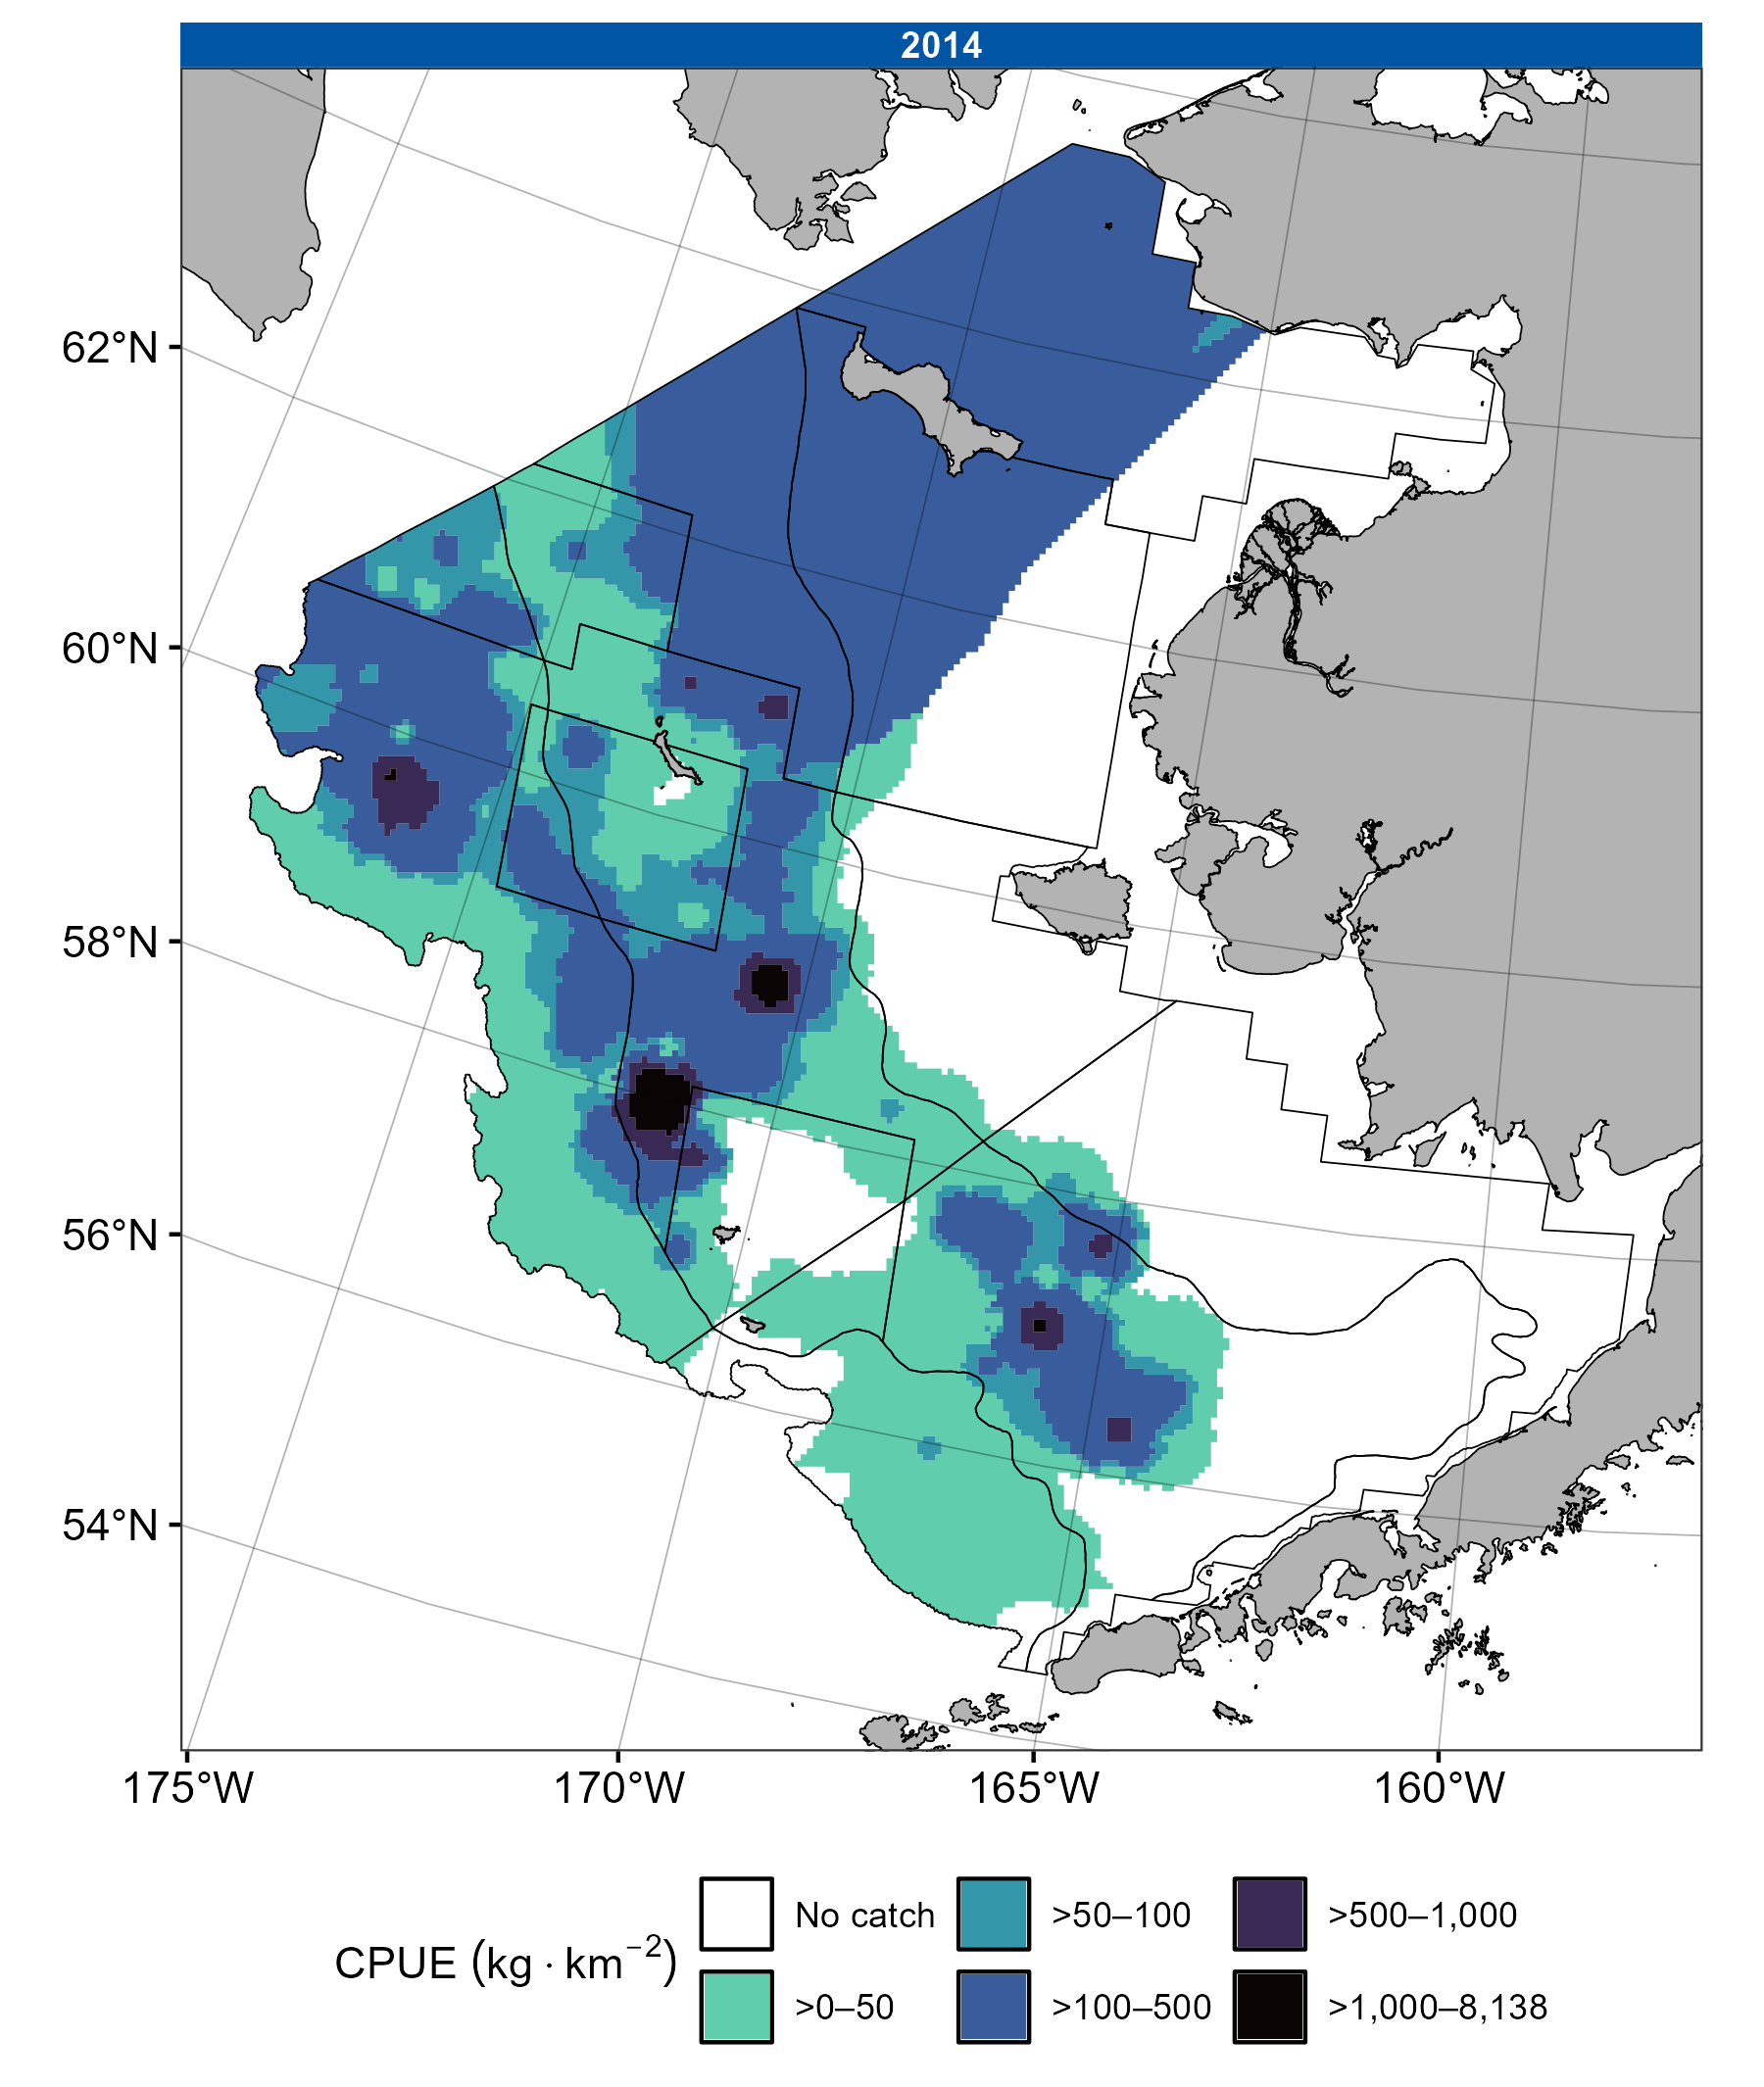 2014
62°N
60°N
58°N
56°N
54°N
175°W 170°W 165°W 160°W
CPUE (kg · km⁻²)
No catch >50–100 >500–1,000
>0–50 >100–500 >1,000–8,138